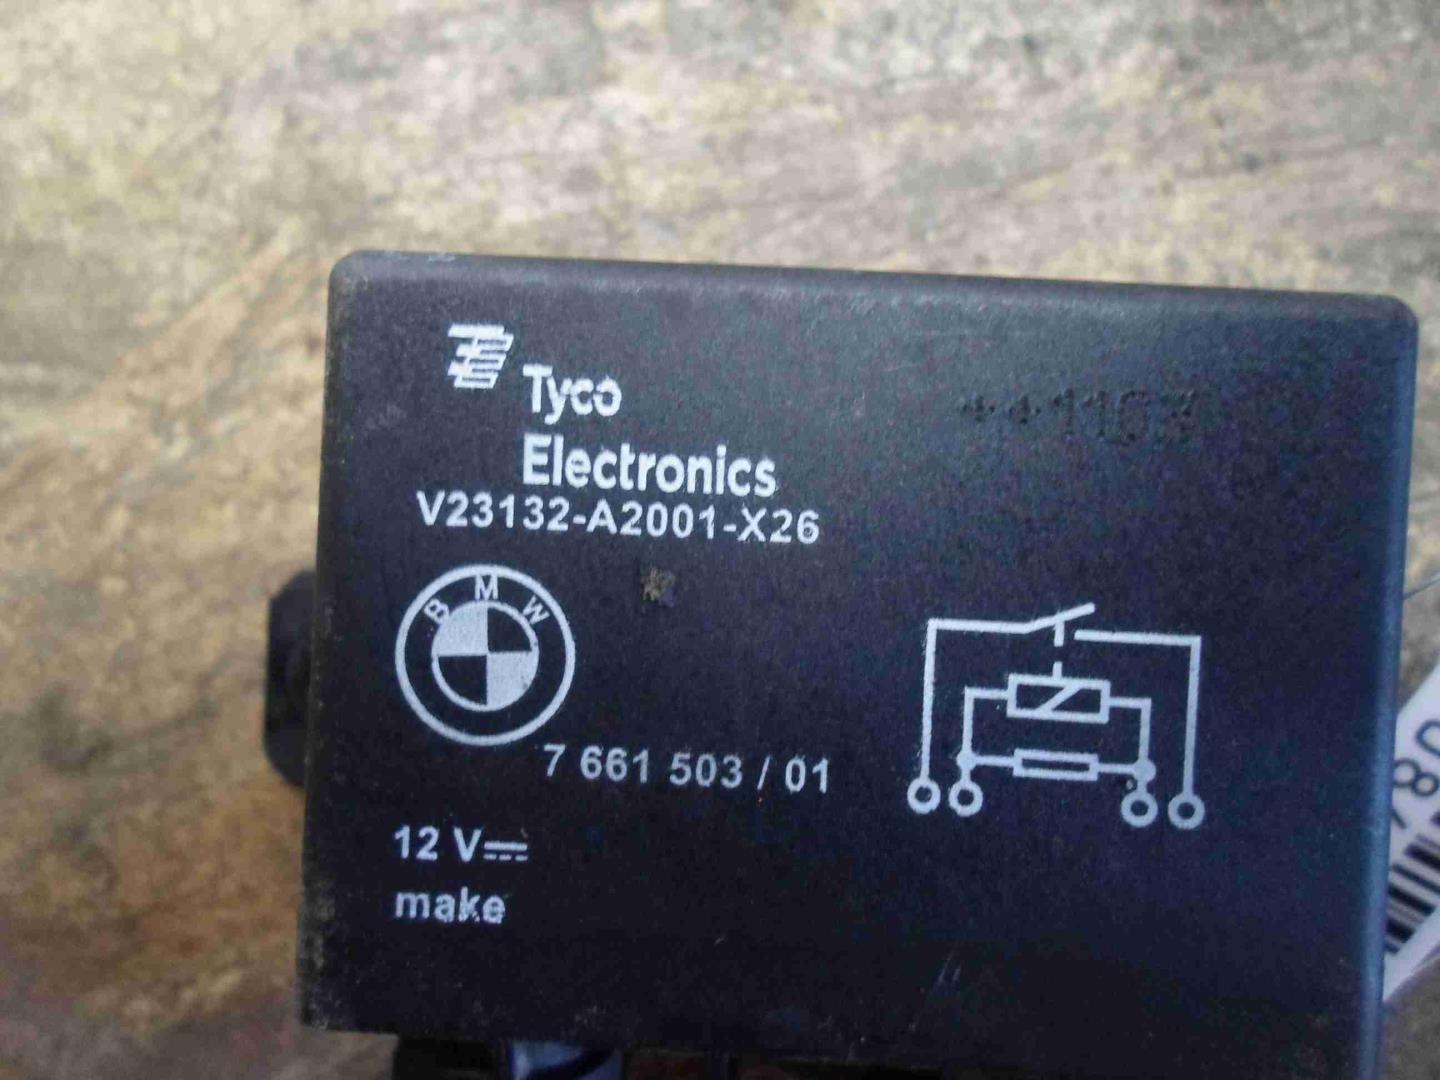 Tyco
Electronics
V23132-A2001-X26
BMW
7 661 503 / 01
12 V
make